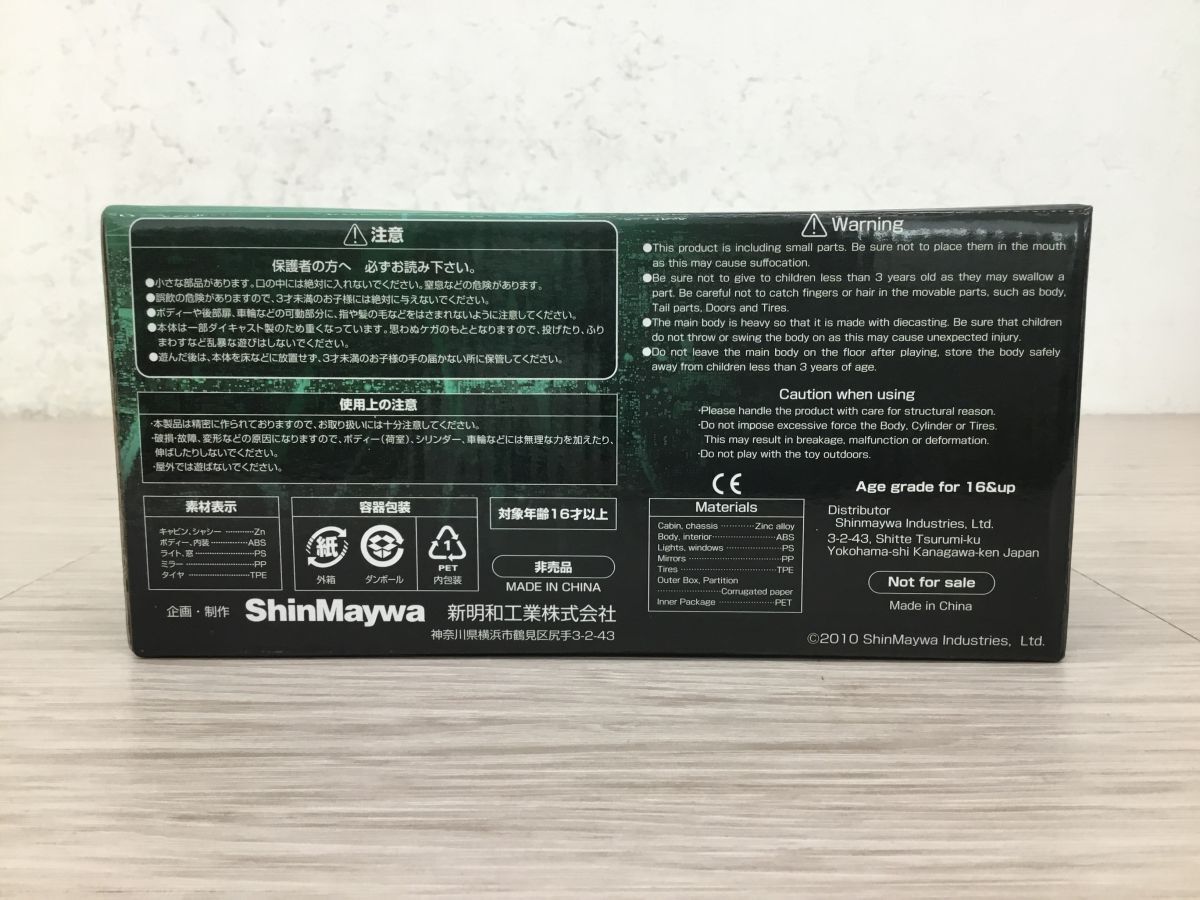 注意
保護者の方へ 必ずお読み下さい。
●小さな部品があります。口の中には絶対に入れないでください。窒息などの危険があります。
●誤飲の危険がありますので、3才未満のお子様には絶対に与えないでください。
●ボディーや後部扉、車輪などの可動部分に、指や髪の毛などをはさまれないように注意してください。
●本体は一部ダイキャスト製のため重くなっています。思わぬケガのもととなりますので、投げたり、ふり
まわすなど乱暴な遊びはしないでください。
●遊んだ後は、本体を床などに放置せず、3才未満のお子様の手の届かない所に保管してください。
使用上の注意
・本製品は精密に作られておりますので、お取り扱いには十分注意してください。
・破損・故障、変形などの原因になりますので、ボディー(荷室)、シリンダー、車輪などには無理な力を加えたり、
伸ばしたりしないでください。
・屋外では遊ばないでください。
素材表示
キャビン、シャシー …………Zn
ボディー、内装 ……………ABS
ライト、窓 …………………PS
ミラー ………………………PP
タイヤ ……………………TPE
容器包装
紙
外箱
ダンボール
1
PET
内包装
対象年齢16才以上
非売品
MADE IN CHINA
企画・制作 ShinMaywa 新明和工業株式会社
神奈川県横浜市鶴見区尻手3-2-43
Warning
●This product is including small parts. Be sure not to place them in the mouth
as this may cause suffocation.
●Be sure not to give to children less than 3 years old as they may swallow a
part. Be careful not to catch fingers or hair in the movable parts, such as body,
Tail parts, Doors and Tires.
●The main body is heavy so that it is made with diecasting. Be sure that children
do not throw or swing the body on as this may cause unexpected injury.
●Do not leave the main body on the floor after playing, store the body safely
away from children less than 3 years of age.
Caution when using
・Please handle the product with care for structural reason.
・Do not impose excessive force the Body, Cylinder or Tires.
This may result in breakage, malfunction or deformation.
・Do not play with the toy outdoors.
CE
Materials
Cabin, chassis …………Zinc alloy
Body, interior……………………ABS
Lights, windows …………………PS
Mirrors ……………………………PP
Tires ………………………………TPE
Outer Box, Partition
……………………Corrugated paper
Inner Package …………………PET
Age grade for 16&up
Distributor
Shinmaywa Industries, Ltd.
3-2-43, Shitte Tsurumi-ku
Yokohama-shi Kanagawa-ken Japan
Not for sale
Made in China
©2010 ShinMaywa Industries, Ltd.